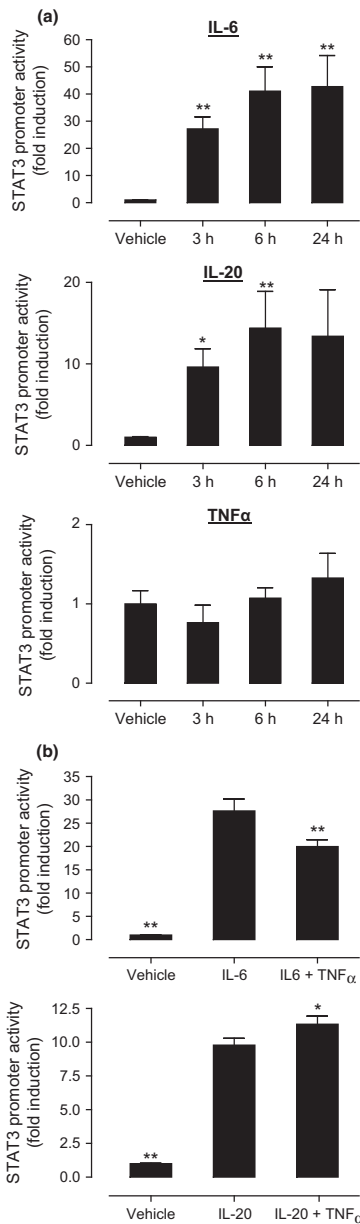 (a)
IL-6
STAT3 promoter activity
(fold induction)
60
50
40
30
20
10
0
**
**
**
Vehicle 3 h 6 h 24 h
IL-20
STAT3 promoter activity
(fold induction)
20
10
0
*
**
Vehicle 3 h 6 h 24 h
TNFα
STAT3 promoter activity
(fold induction)
2
1
0
Vehicle 3 h 6 h 24 h
(b)
STAT3 promoter activity
(fold induction)
35
30
25
20
15
10
5
0
**
**
Vehicle IL-6 IL6 + TNFα
STAT3 promoter activity
(fold induction)
12.5
10.0
7.5
5.0
2.5
0.0
**
*
Vehicle IL-20 IL-20 + TNFα